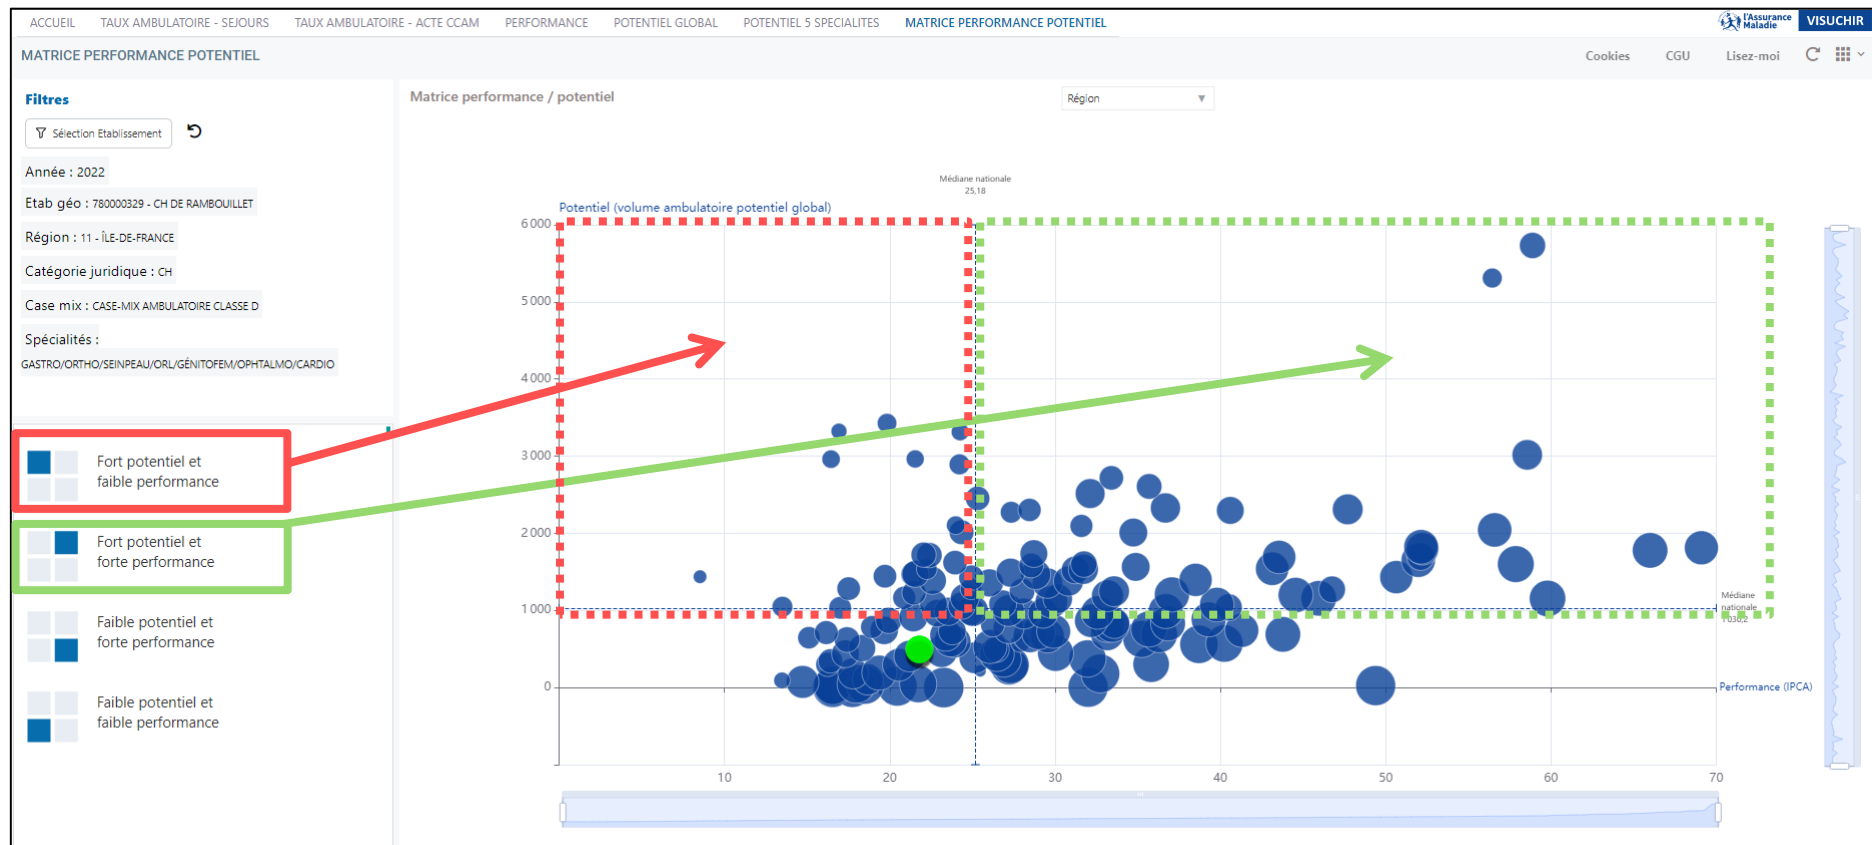 ACCUEIL TAUX AMBULATOIRE - SEJOURS TAUX AMBULATOIRE - ACTE CCAM PERFORMANCE POTENTIEL GLOBAL POTENTIEL 5 SPECIALITES MATRICE PERFORMANCE POTENTIEL
l'Assurance
Maladie
VISUCHIR
MATRICE PERFORMANCE POTENTIEL
Cookies CGU Lisez-moi
Filtres
Sélection Etablissement
Année : 2022
Etab géo : 780000329 - CH DE RAMBOUILLET
Région : 11 - ÎLE-DE-FRANCE
Catégorie juridique : CH
Case mix : CASE-MIX AMBULATOIRE CLASSE D
Spécialités :
GASTRO/ORTHO/SEINPEAU/ORL/GÉNITOFEM/OPHTALMO/CARDIO
Fort potentiel et
faible performance
Fort potentiel et
forte performance
Faible potentiel et
forte performance
Faible potentiel et
faible performance
Matrice performance / potentiel
Région
Médiane nationale
25,18
Potentiel (volume ambulatoire potentiel global)
6 000
5 000
4 000
3 000
2 000
1 000
0
Médiane
nationale
1 030,2
Performance (IPCA)
10 20 30 40 50 60 70